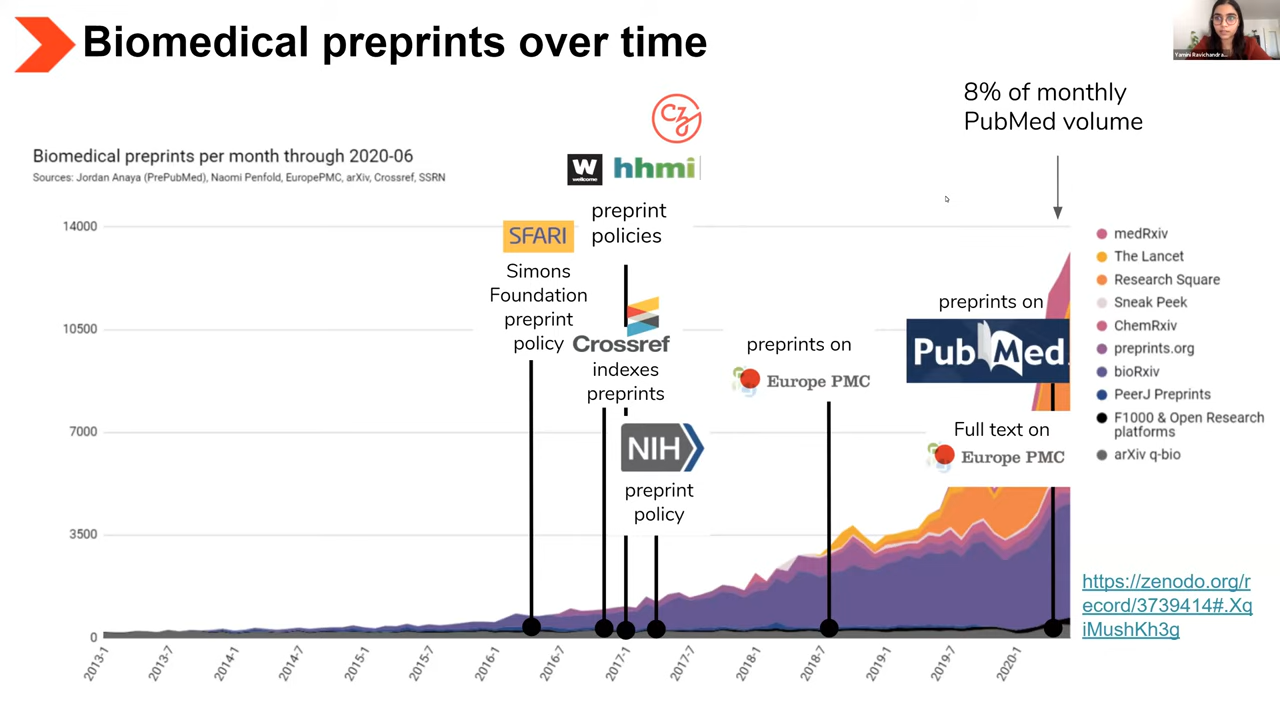 Biomedical preprints over time
Yamini Ravichandra...
8% of monthly
PubMed volume
Biomedical preprints per month through 2020-06
Sources: Jordan Anaya (PrePubMed), Naomi Penfold, EuropePMC, arXiv, Crossref, SSRN
CZ
W
wellcome
hhmi
preprint
policies
SFARI
Simons
Foundation
preprint
policy
Crossref
indexes
preprints
NIH
preprint
policy
preprints on
Europe PMC
preprints on
PubMed
Full text on
Europe PMC
14000
10500
7000
3500
0
2013-1
2013-7
2014-1
2014-7
2015-1
2015-7
2016-1
2016-7
2017-1
2017-7
2018-1
2018-7
2019-1
2019-7
2020-1
medRxiv
The Lancet
Research Square
Sneak Peek
ChemRxiv
preprints.org
bioRxiv
PeerJ Preprints
F1000 & Open Research
platforms
arXiv q-bio
https://zenodo.org/r
ecord/3739414#.Xq
iMushKh3g